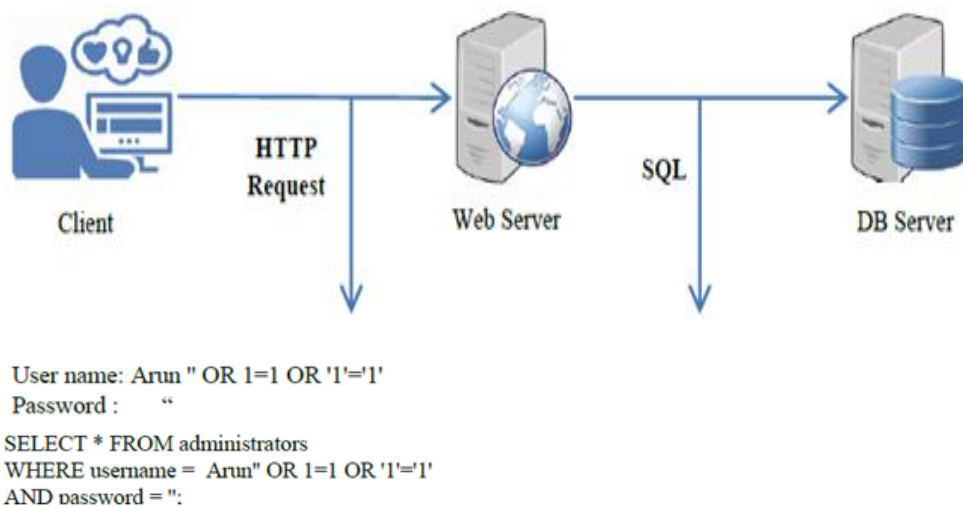 HTTP
Request
SQL
Client
Web Server
DB Server
User name: Arun " OR 1=1 OR '1'='1'
Password : “
SELECT * FROM administrators
WHERE username = Arun" OR 1=1 OR '1'='1'
AND password = '';